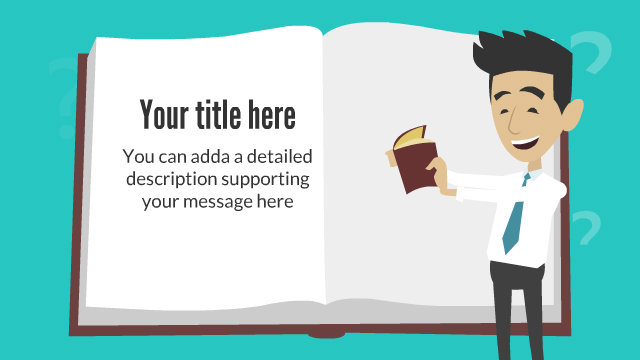 Your title here
You can adda a detailed
description supporting
your message here